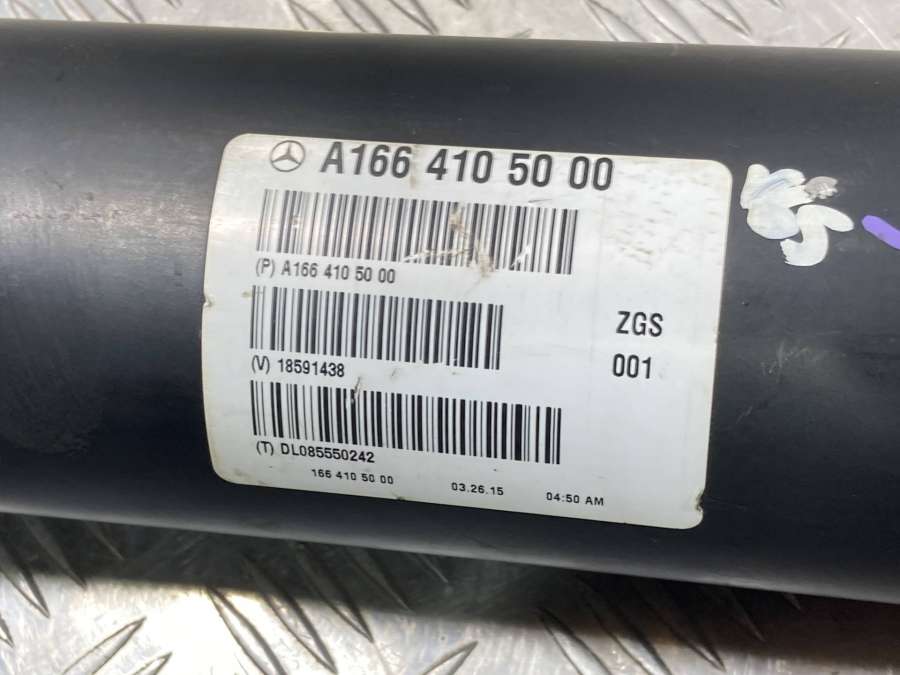 A166 410 50 00
(P) A166 410 50 00
(V) 18591438
ZGS
001
(T) DL085550242
166 410 50 00 03.26.15 04:50 AM